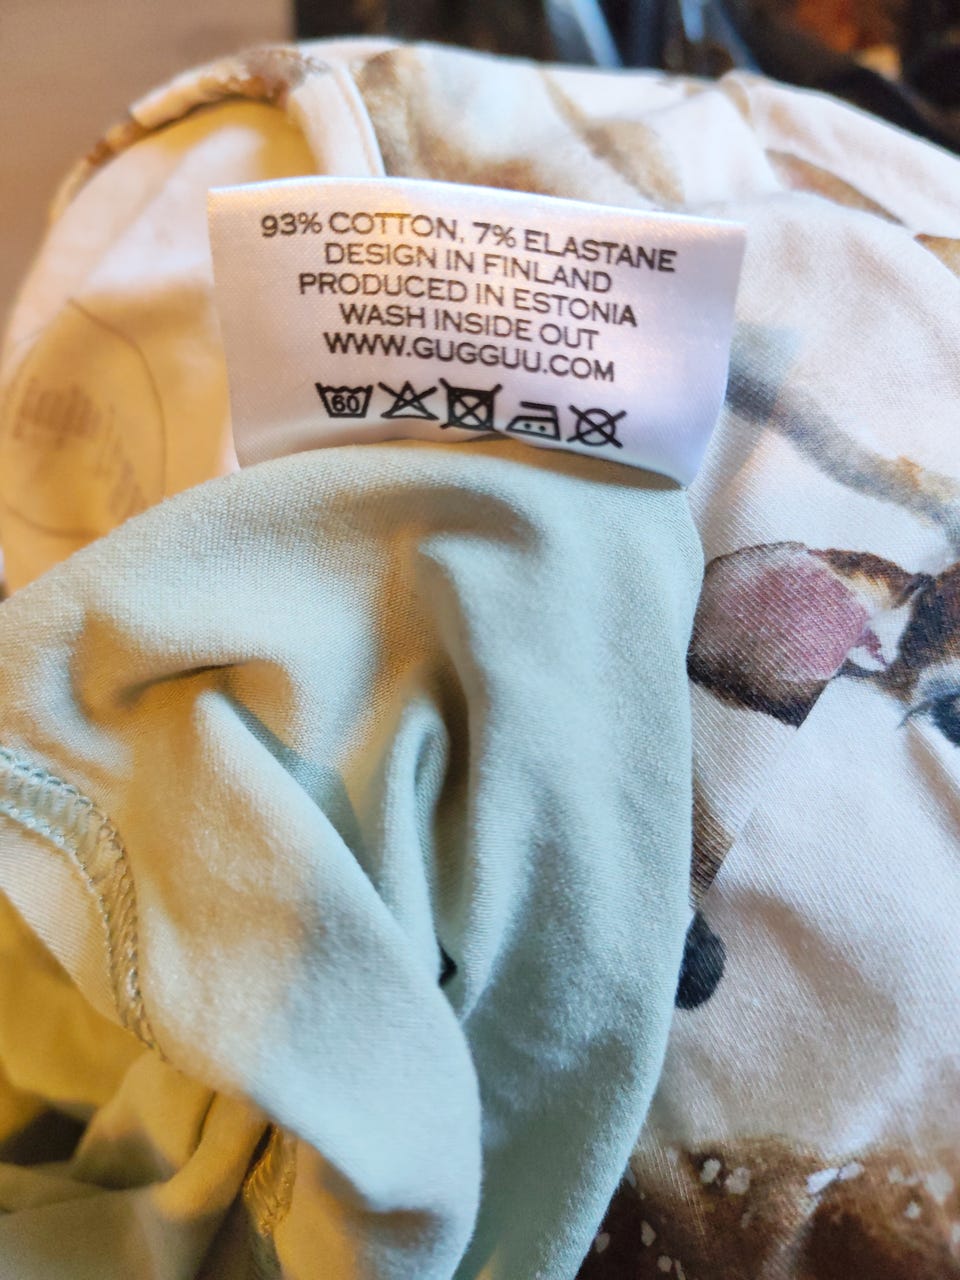 93% COTTON, 7% ELASTANE
DESIGN IN FINLAND
PRODUCED IN ESTONIA
WASH INSIDE OUT
WWW.GUGGUU.COM
60